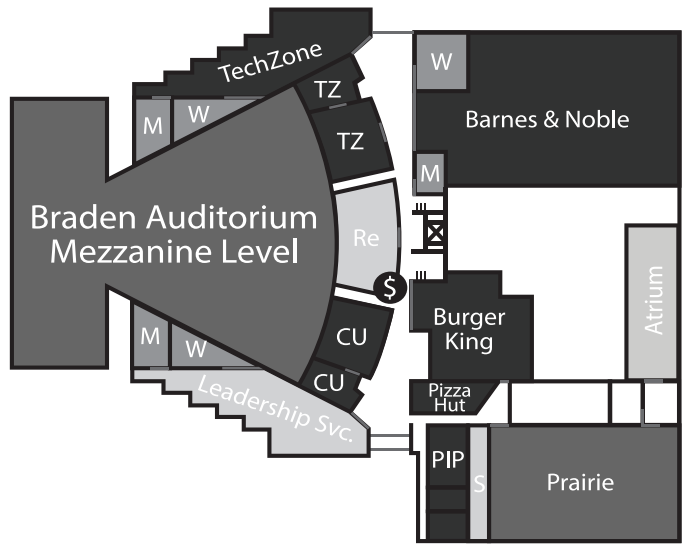 TechZone
TZ
W
Barnes & Noble
M
W
TZ
M
Braden Auditorium
Mezzanine Level
Re
$
Atrium
Burger
King
M
W
CU
CU
Leadership Svc.
Pizza
Hut
PIP
S
Prairie